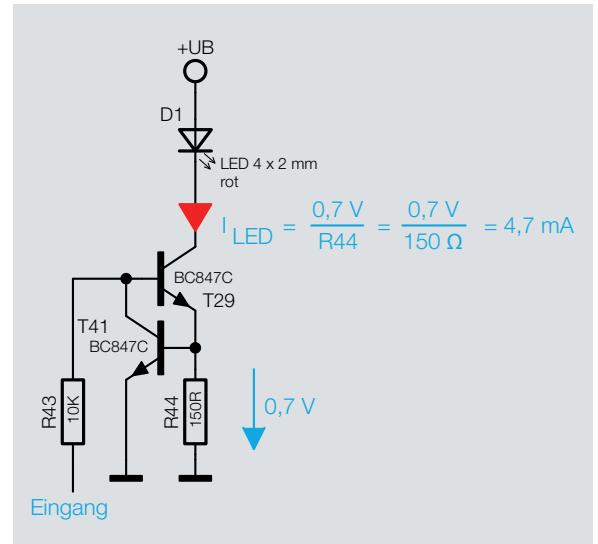 +UB
D1
LED 4 x 2 mm
rot
I LED = 0,7 V / R44 = 0,7 V / 150 Ω = 4,7 mA
BC847C
T29
T41
BC847C
R43
10K
R44
150R
0,7 V
Eingang